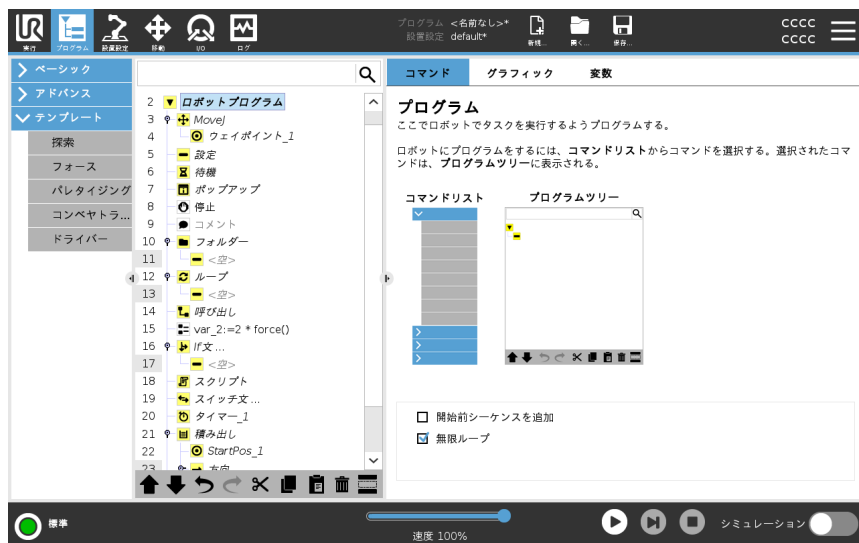 UR
実行
プログラム
設置設定
移動
I/O
ログ
プログラム <名前なし>*
設置設定 default*
新規...
開く...
保存...
CCCC
CCCC
ベーシック
アドバンス
テンプレート
探索
フォース
パレタイジング
コンベヤトラ...
ドライバー
2 ロボットプログラム
3 MoveJ
4 ウェイポイント_1
5 設定
6 待機
7 ポップアップ
8 停止
9 コメント
10 フォルダー
11 <空>
12 ループ
13 <空>
14 呼び出し
15 var_2:=2 * force()
16 If文 ...
17 <空>
18 スクリプト
19 スイッチ文 ...
20 タイマー_1
21 積み出し
22 StartPos_1
23 方向
コマンド グラフィック 変数
プログラム
ここでロボットでタスクを実行するようプログラムする。
ロボットにプログラムをするには、コマンドリストからコマンドを選択する。選択されたコマ
ンドは、プログラムツリーに表示される。
コマンドリスト プログラムツリー
開始前シーケンスを追加
無限ループ
標準
速度 100%
シミュレーション